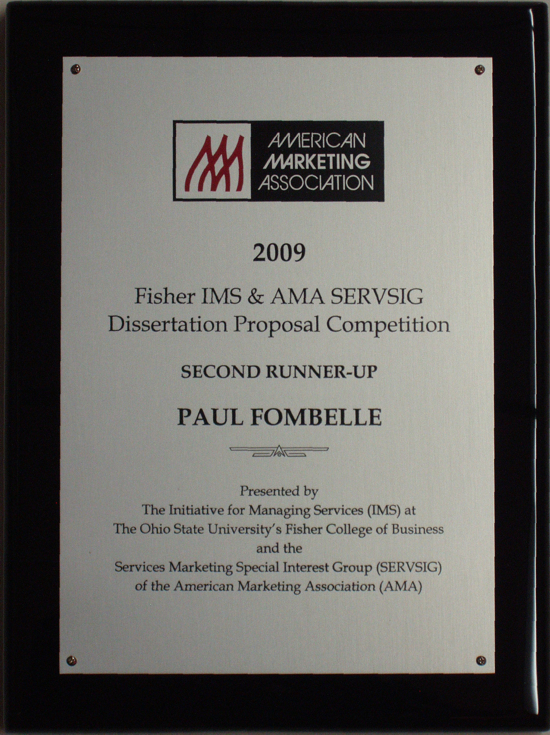 AMERICAN
MARKETING
ASSOCIATION
2009
Fisher IMS & AMA SERVSIG
Dissertation Proposal Competition
SECOND RUNNER-UP
PAUL FOMBELLE
Presented by
The Initiative for Managing Services (IMS) at
The Ohio State University's Fisher College of Business
and the
Services Marketing Special Interest Group (SERVSIG)
of the American Marketing Association (AMA)